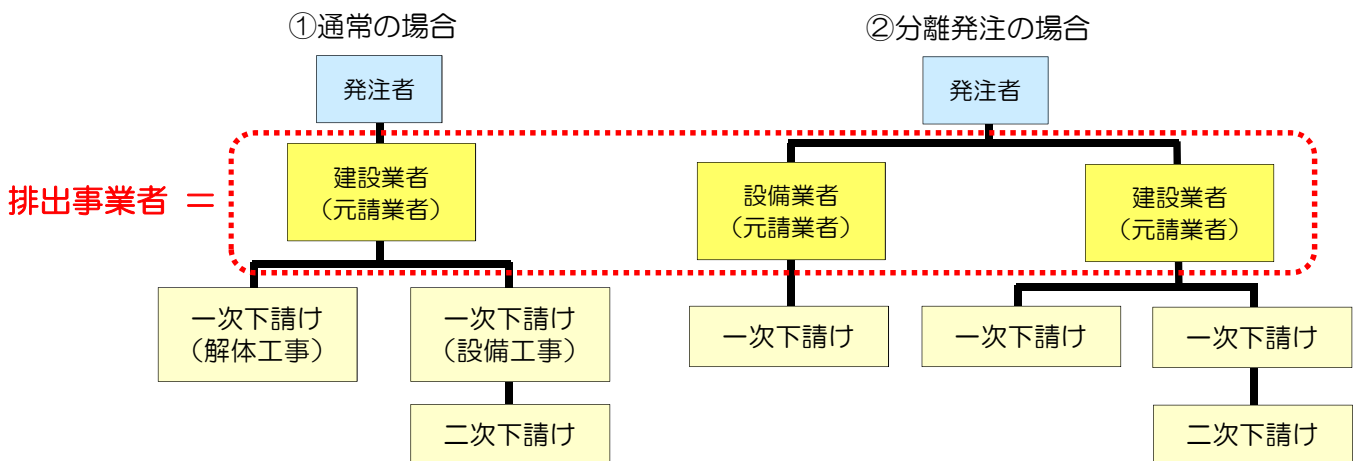 ①通常の場合
②分離発注の場合
発注者
発注者
排出事業者 ＝
建設業者
（元請業者）
設備業者
（元請業者）
建設業者
（元請業者）
一次下請け
（解体工事）
一次下請け
（設備工事）
一次下請け
一次下請け
一次下請け
二次下請け
二次下請け